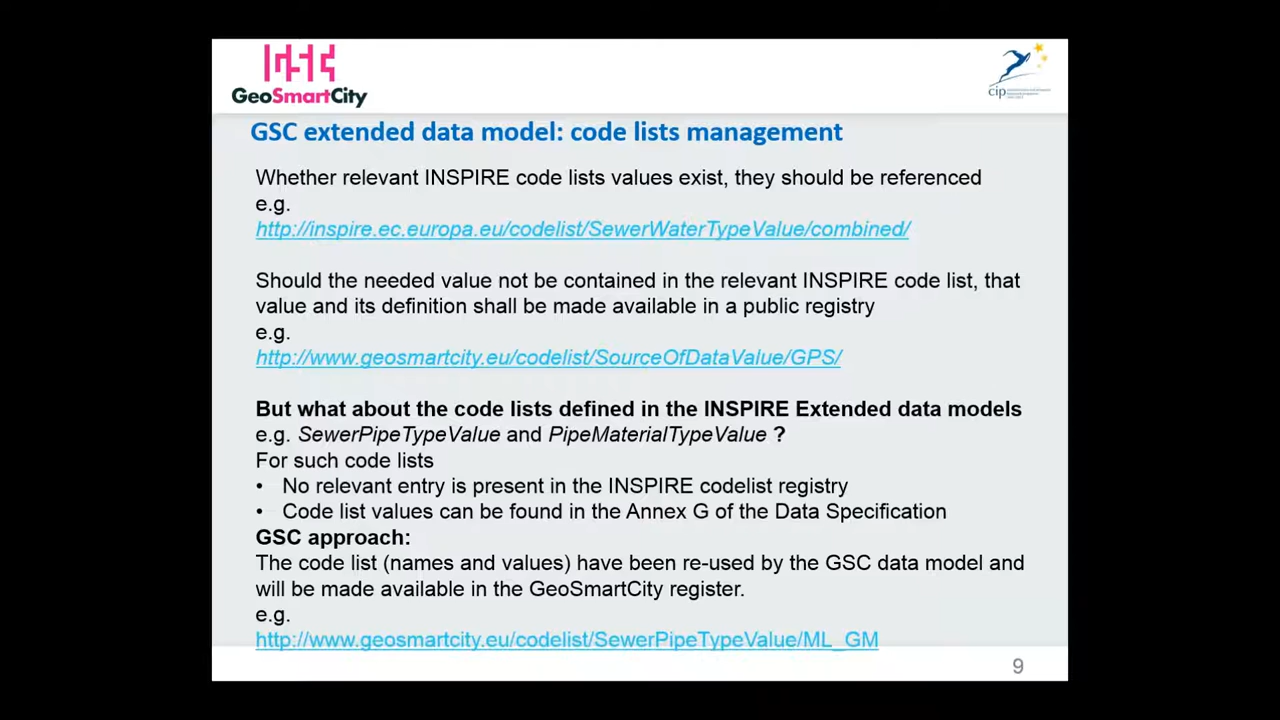 GeoSmartCity
cip
GSC extended data model: code lists management
Whether relevant INSPIRE code lists values exist, they should be referenced
e.g.
http://inspire.ec.europa.eu/codelist/SewerWaterTypeValue/combined/
Should the needed value not be contained in the relevant INSPIRE code list, that
value and its definition shall be made available in a public registry
e.g.
http://www.geosmartcity.eu/codelist/SourceOfDataValue/GPS/
But what about the code lists defined in the INSPIRE Extended data models
e.g. SewerPipeTypeValue and PipeMaterialTypeValue ?
For such code lists
• No relevant entry is present in the INSPIRE codelist registry
• Code list values can be found in the Annex G of the Data Specification
GSC approach:
The code list (names and values) have been re-used by the GSC data model and
will be made available in the GeoSmartCity register.
e.g.
http://www.geosmartcity.eu/codelist/SewerPipeTypeValue/ML_GM
9